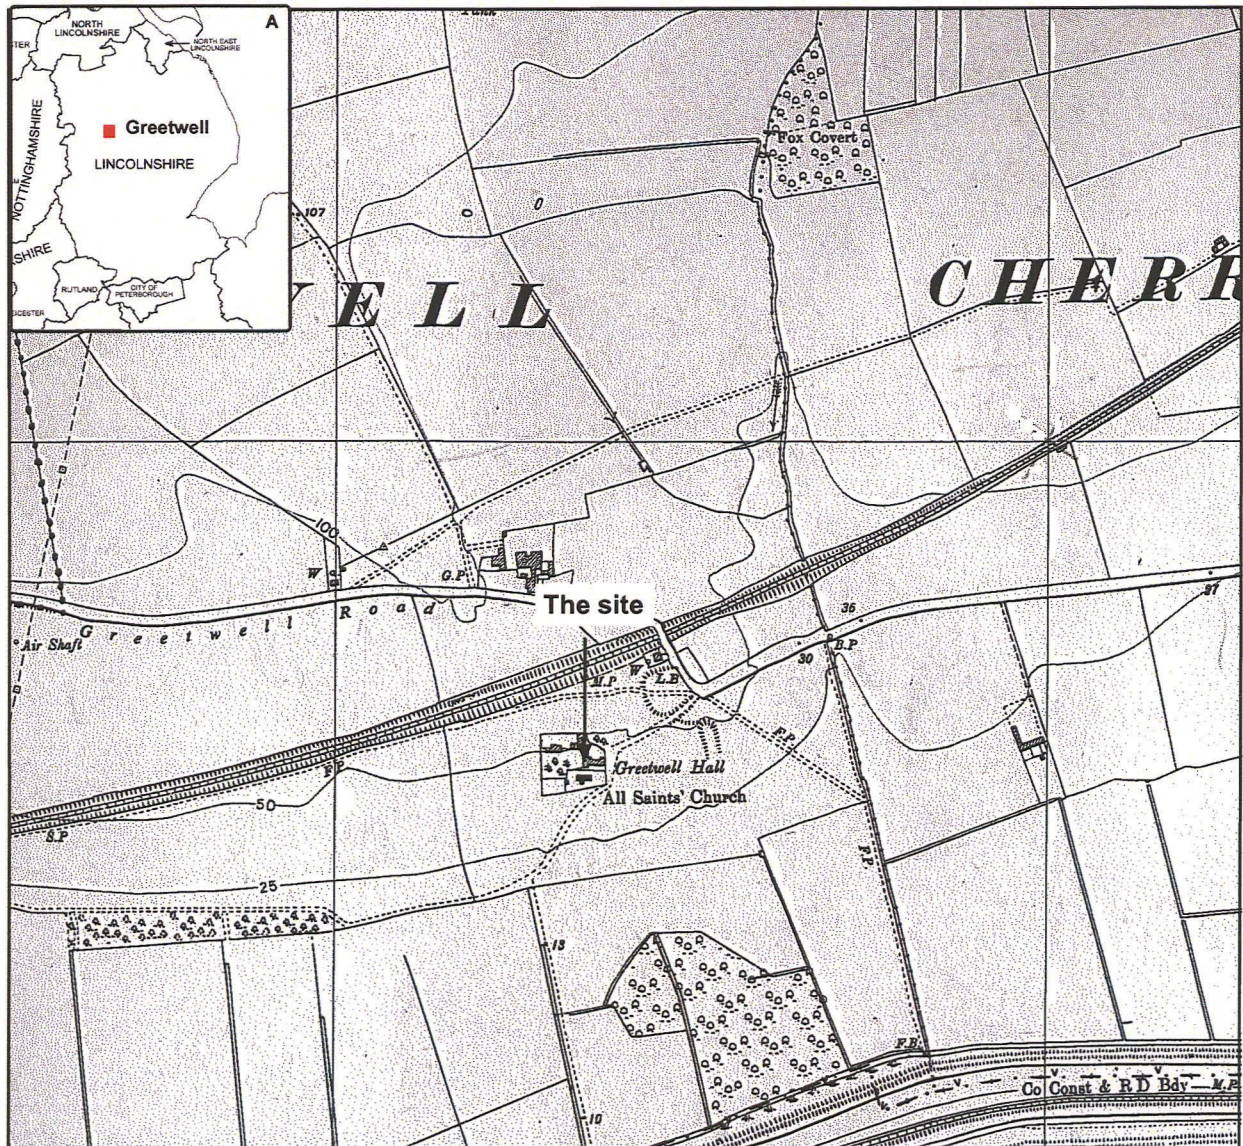 A
NORTH
LINCOLNSHIRE
NORTH EAST
LINCOLNSHIRE
Greetwell
LINCOLNSHIRE
NOTTINGHAMSHIRE
SHIRE
RUTLAND
CITY OF
PETERBOROUGH
Fox Covert
107
ELL
CHERR
100
W
G.P
Greetwell Road
The site
Air Shaft
36
37
30
B.P
W
L.B
M.P
F.P.
F.P
Greetwell Hall
All Saints' Church
50
S.P
F.P
25
13
F.B.
Co Const & R D Bdy
M.P.
10